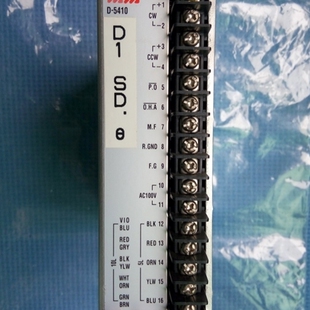 D-5410
D1
SD. θ
+1
CW
-2
+3
CCW
-4
P.O 5
O.H.A 6
M.F 7
R.GND 8
F.G 9
10
AC100V
11
VIO
BLU
BLK 12
RED
GRY
RED 13
BLK
YLW
ORN 14
WHT
ORN
YLW 15
GRN
BRN
BLU 16